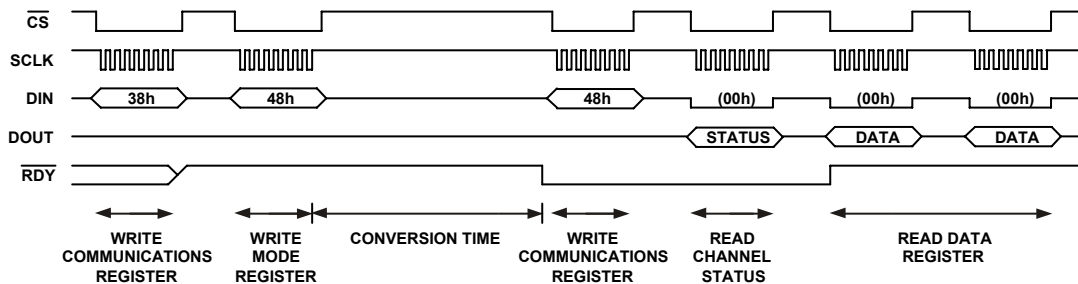 CS
SCLK
DIN 38h 48h 48h (00h) (00h) (00h)
DOUT STATUS DATA DATA
RDY
WRITE
COMMUNICATIONS
REGISTER
WRITE
MODE
REGISTER
CONVERSION TIME
WRITE
COMMUNICATIONS
REGISTER
READ
CHANNEL
STATUS
READ DATA
REGISTER